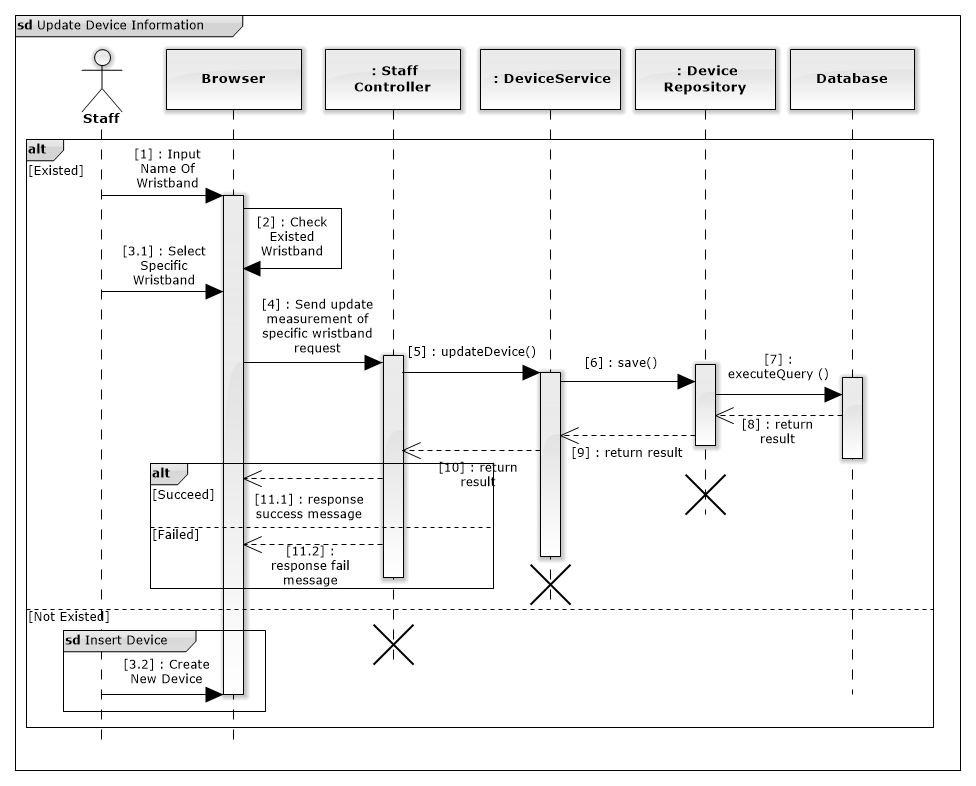 sd Update Device Information
Staff
Browser
: Staff
Controller
: DeviceService
: Device
Repository
Database
alt
[Existed]
[1] : Input
Name Of
Wristband
[2] : Check
Existed
Wristband
[3.1] : Select
Specific
Wristband
[4] : Send update
measurement of
specific wristband
request
[5] : updateDevice()
[6] : save()
[7] :
executeQuery ()
[8] : return
result
[9] : return result
[10] : return
result
alt
[Succeed]
[11.1] : response
success message
[Failed]
[11.2] :
response fail
message
[Not Existed]
sd Insert Device
[3.2] : Create
New Device